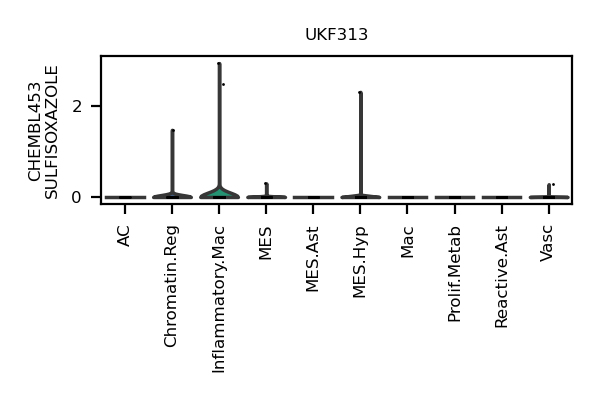 UKF313
CHEMBL453
SULFISOXAZOLE
2
0
AC
Chromatin.Reg
Inflammatory.Mac
MES
MES.Ast
MES.Hyp
Mac
Prolif.Metab
Reactive.Ast
Vasc